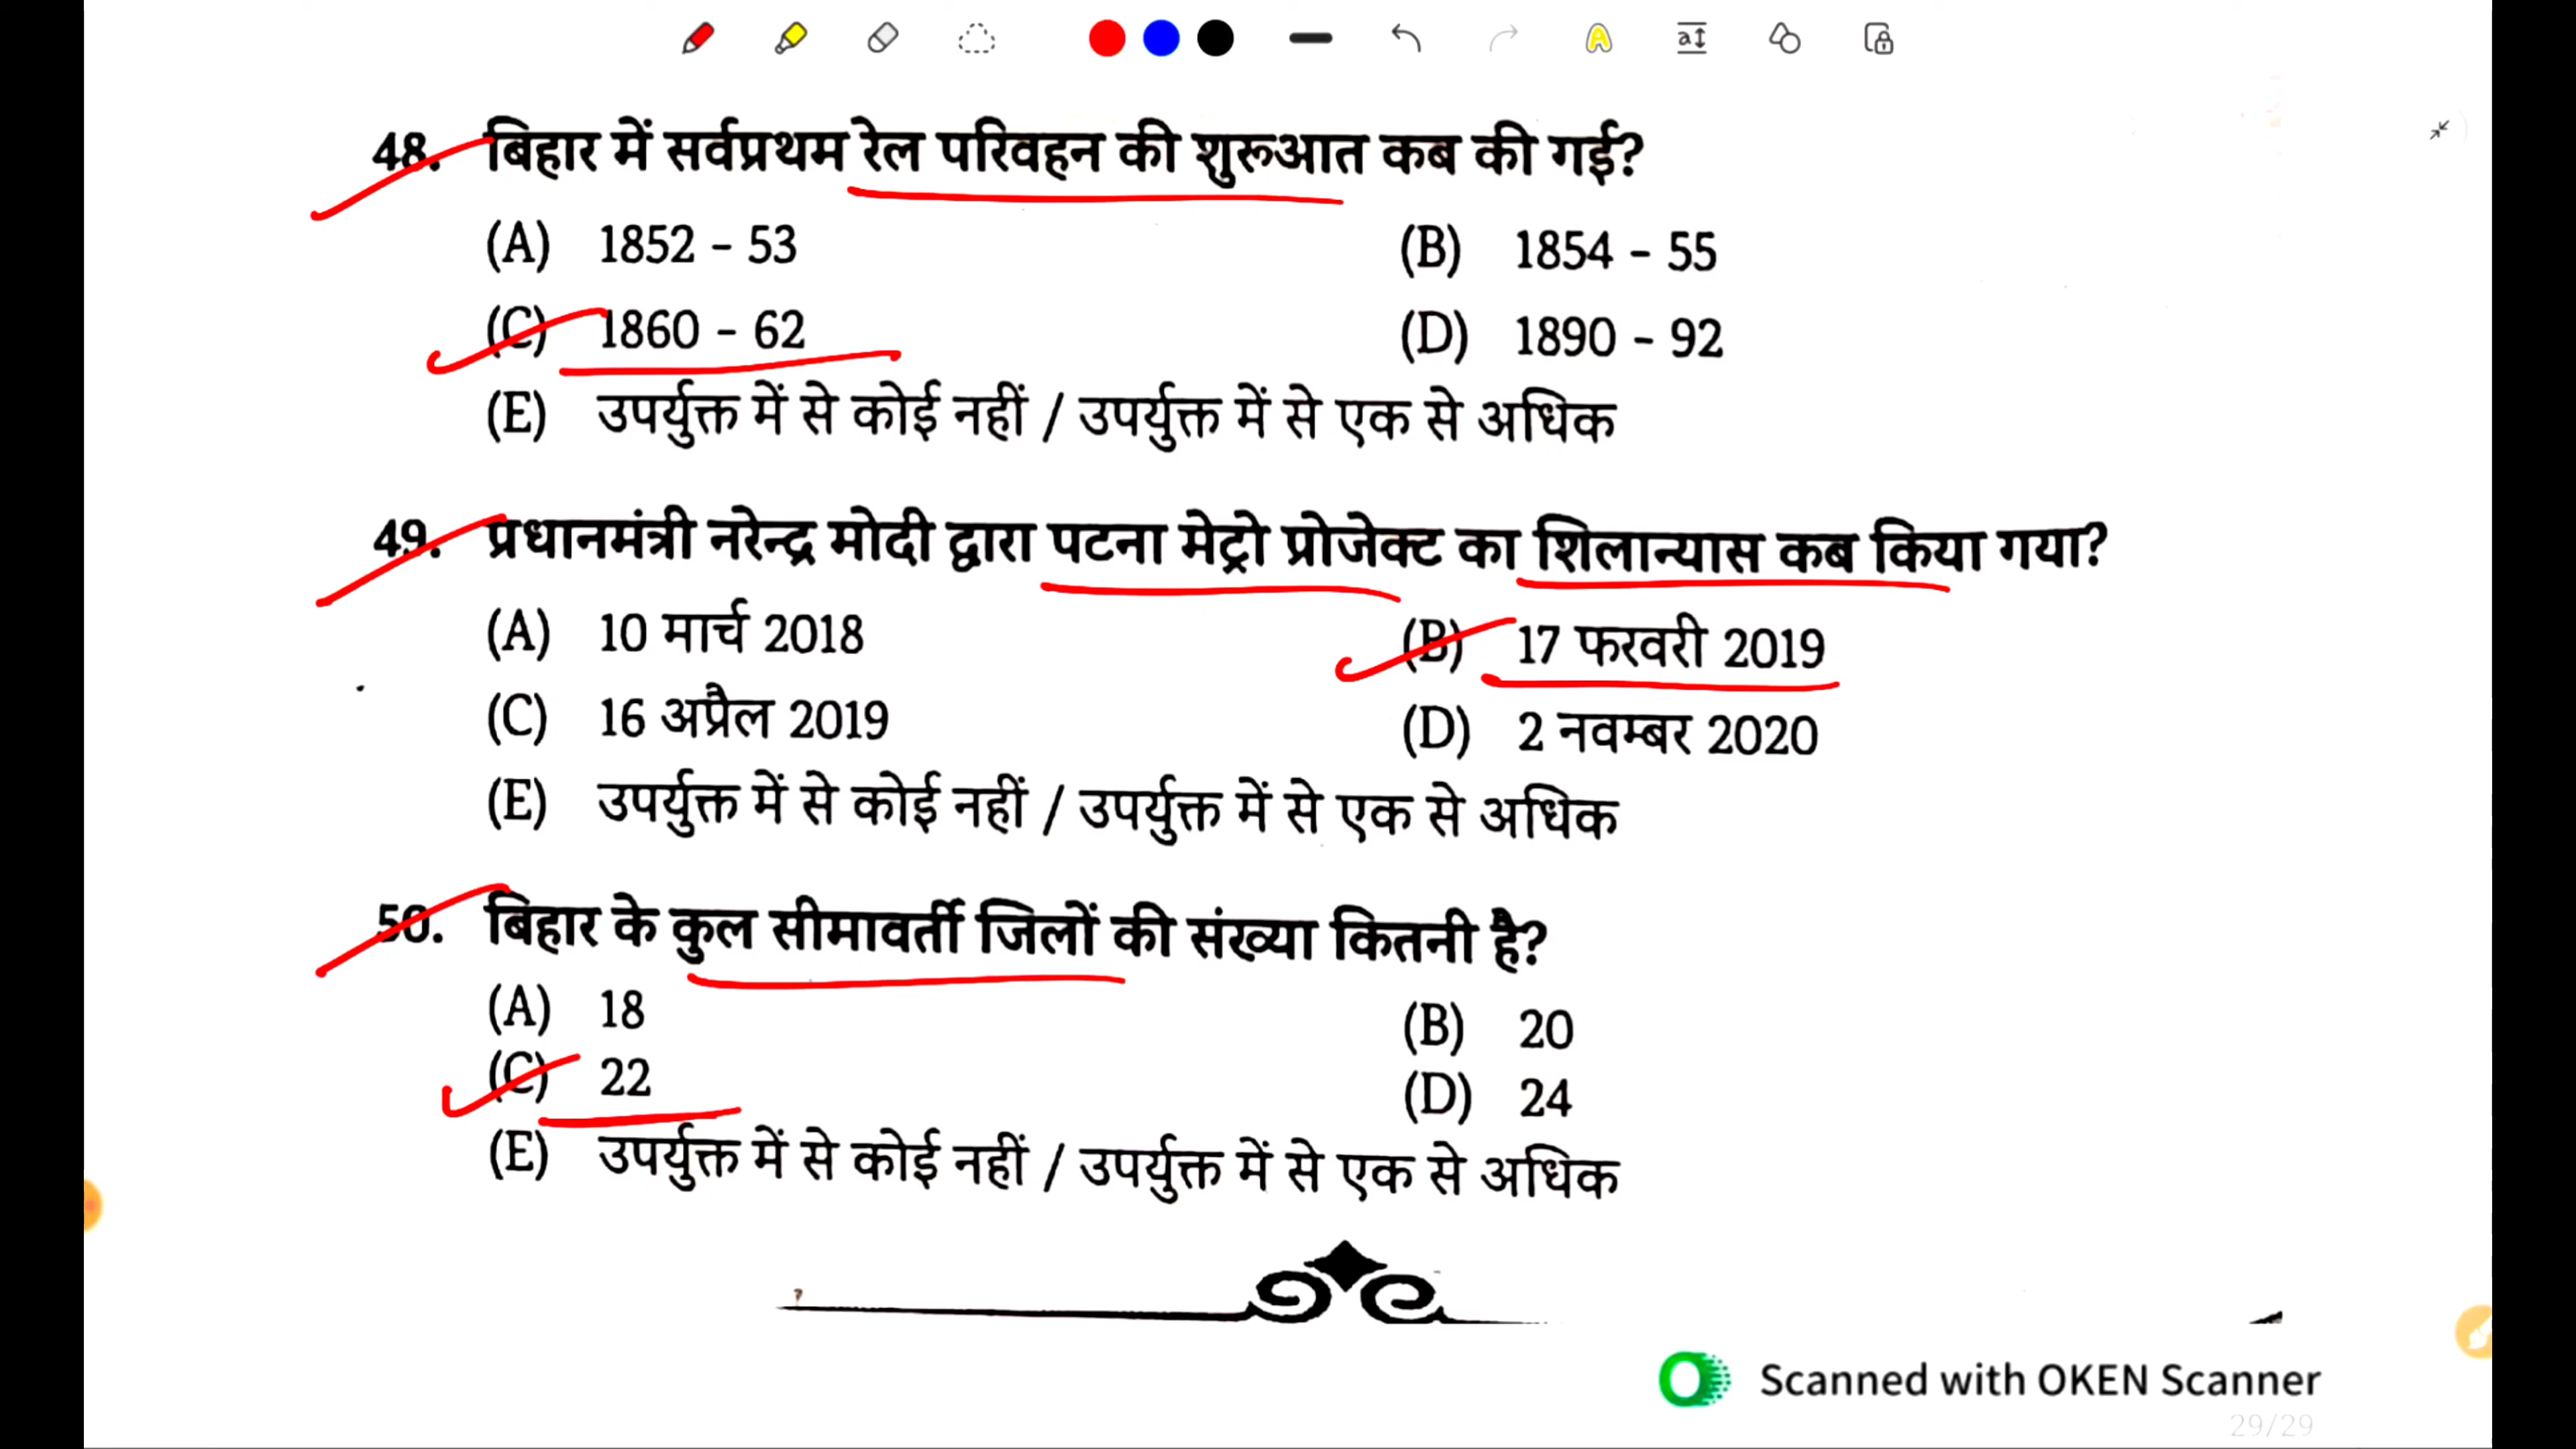 48. बिहार में सर्वप्रथम रेल परिवहन की शुरूआत कब की गई?
(A) 1852 - 53 (B) 1854 - 55
(C) 1860 - 62 (D) 1890 - 92
(E) उपर्युक्त में से कोई नहीं / उपर्युक्त में से एक से अधिक
49. प्रधानमंत्री नरेन्द्र मोदी द्वारा पटना मेट्रो प्रोजेक्ट का शिलान्यास कब किया गया?
(A) 10 मार्च 2018 (B) 17 फरवरी 2019
(C) 16 अप्रैल 2019 (D) 2 नवम्बर 2020
(E) उपर्युक्त में से कोई नहीं / उपर्युक्त में से एक से अधिक
50. बिहार के कुल सीमावर्ती जिलों की संख्या कितनी है?
(A) 18 (B) 20
(C) 22 (D) 24
(E) उपर्युक्त में से कोई नहीं / उपर्युक्त में से एक से अधिक
Scanned with OKEN Scanner
29/29